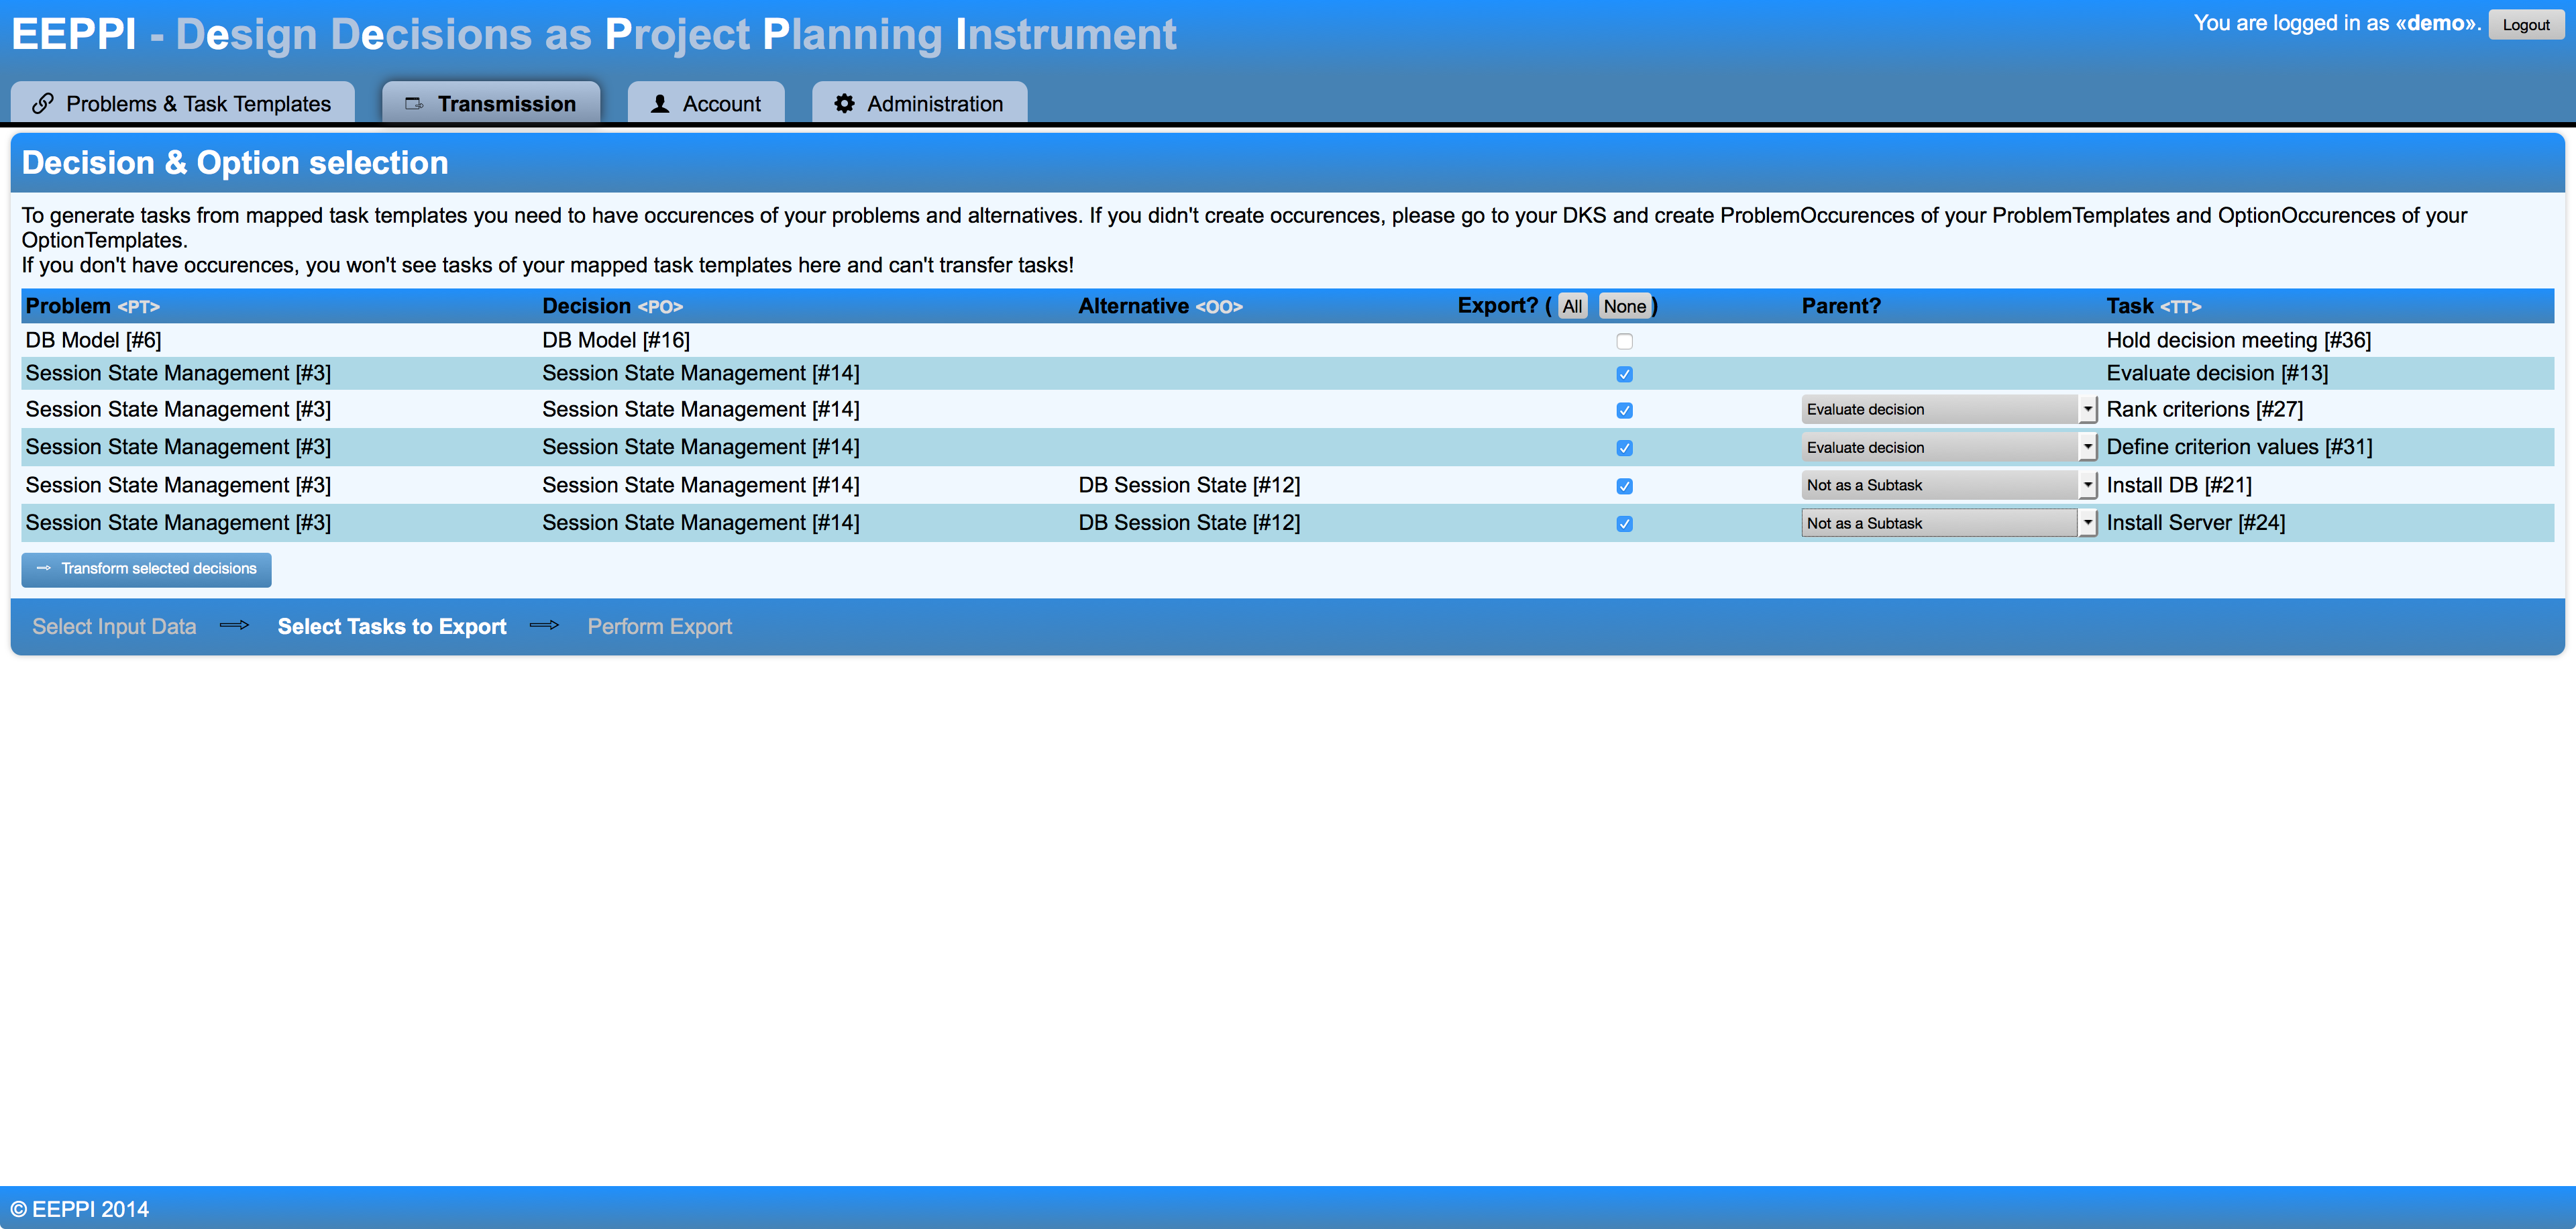 EEPPI - Design Decisions as Project Planning Instrument
You are logged in as «demo». Logout
Problems & Task Templates Transmission Account Administration
Decision & Option selection
To generate tasks from mapped task templates you need to have occurences of your problems and alternatives. If you didn't create occurences, please go to your DKS and create ProblemOccurences of your ProblemTemplates and OptionOccurences of your
OptionTemplates.
If you don't have occurences, you won't see tasks of your mapped task templates here and can't transfer tasks!
Problem <PT> Decision <PO> Alternative <OO> Export? ( All None ) Parent? Task <TT>
DB Model [#6] DB Model [#16] Hold decision meeting [#36]
Session State Management [#3] Session State Management [#14] Evaluate decision [#13]
Session State Management [#3] Session State Management [#14] Evaluate decision Rank criterions [#27]
Session State Management [#3] Session State Management [#14] Evaluate decision Define criterion values [#31]
Session State Management [#3] Session State Management [#14] DB Session State [#12] Not as a Subtask Install DB [#21]
Session State Management [#3] Session State Management [#14] DB Session State [#12] Not as a Subtask Install Server [#24]
Transform selected decisions
Select Input Data Select Tasks to Export Perform Export
© EEPPI 2014